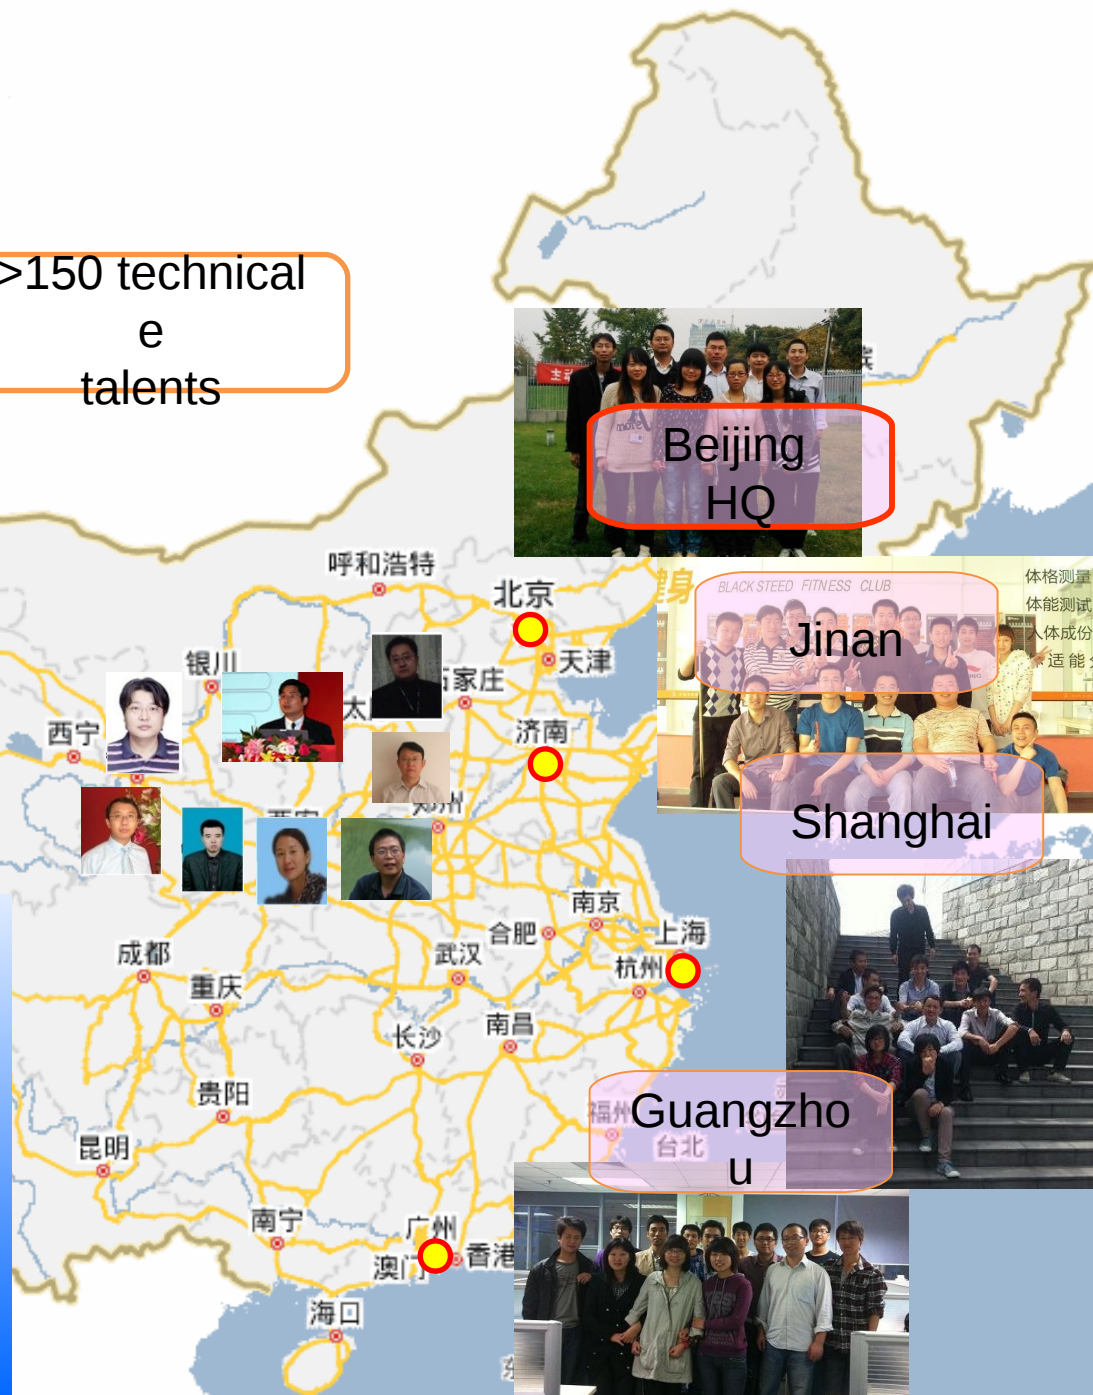 >150 technical
e
talents
Beijing
HQ
呼和浩特
北京
BLACK STEED FITNESS CLUB
体格测量
体能测试
人体成份
适能
身
Jinan
银川
天津
家庄
太
西宁
济南
州
Shanghai
南京
合肥
上海
成都
武汉
杭州
重庆
南昌
长沙
贵阳
Guangzho
u
福州
台北
昆明
南宁
广州
香港
澳门
海口